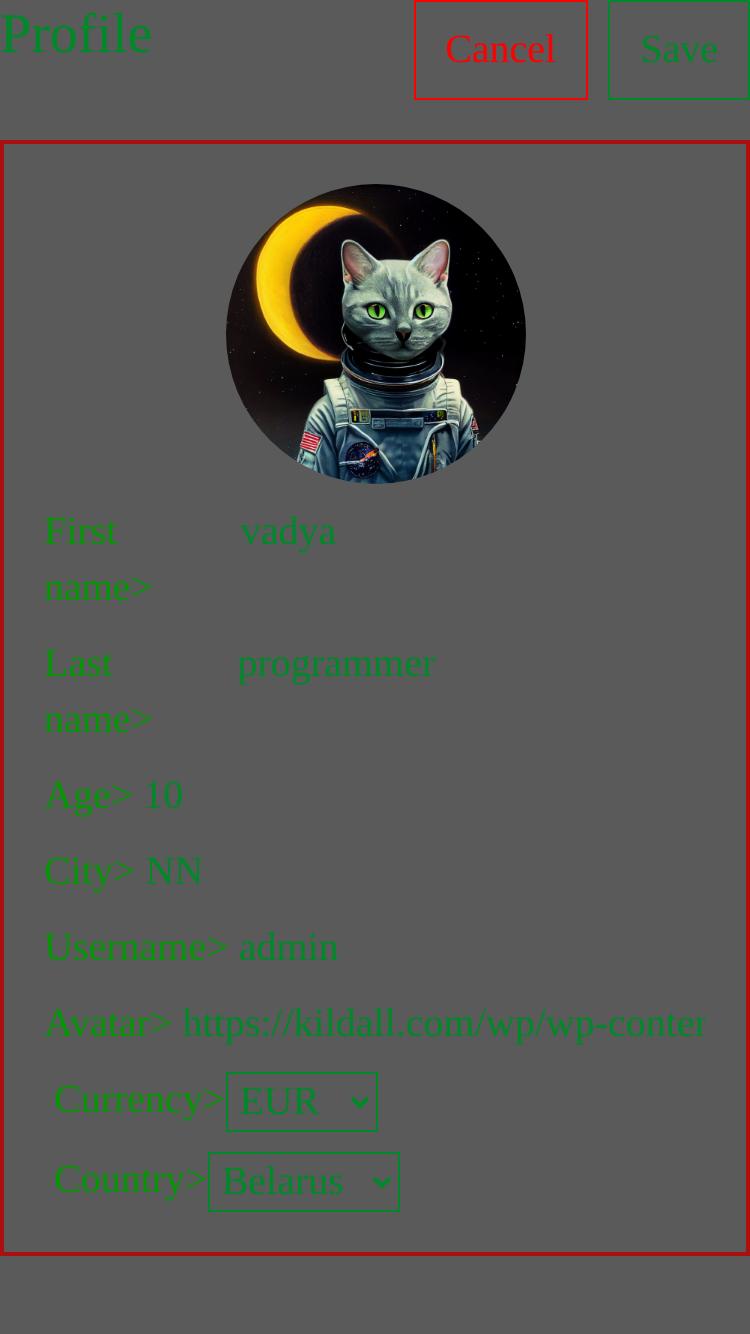 Profile
Cancel
Save
First name>
vadya
Last name>
programmer
Age> 10
City> NN
Username> admin
Avatar> https://kildall.com/wp/wp-conter
Currency> EUR
Country> Belarus